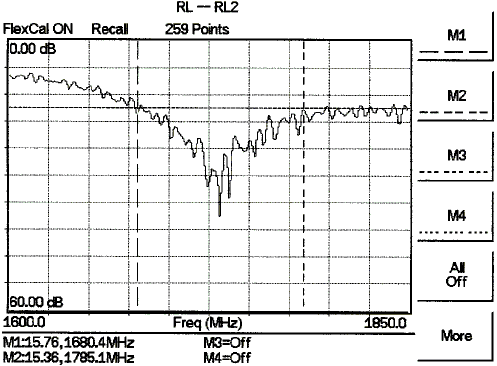 RL — RL2
FlexCal ON Recall 259 Points
0.00 dB
60.00 dB
1600.0 Freq (MHz) 1850.0
M1:15.76,1680.4MHz M3=Off
M2:15.36,1785.1MHz M4=Off
M1
M2
M3
M4
All
Off
More